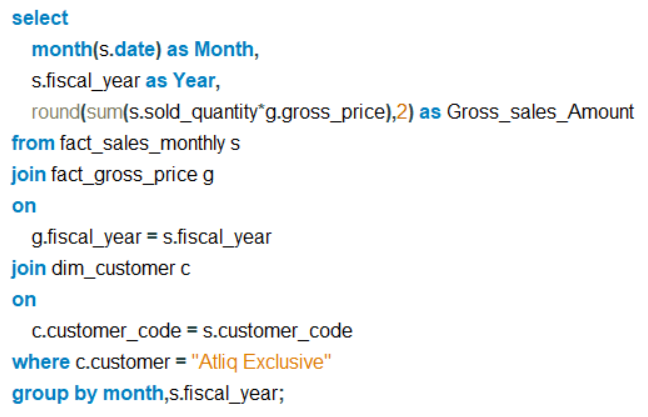 select
month(s.date) as Month,
s.fiscal_year as Year,
round(sum(s.sold_quantity*g.gross_price),2) as Gross_sales_Amount
from fact_sales_monthly s
join fact_gross_price g
on
g.fiscal_year = s.fiscal_year
join dim_customer c
on
c.customer_code = s.customer_code
where c.customer = "Atliq Exclusive"
group by month,s.fiscal_year;